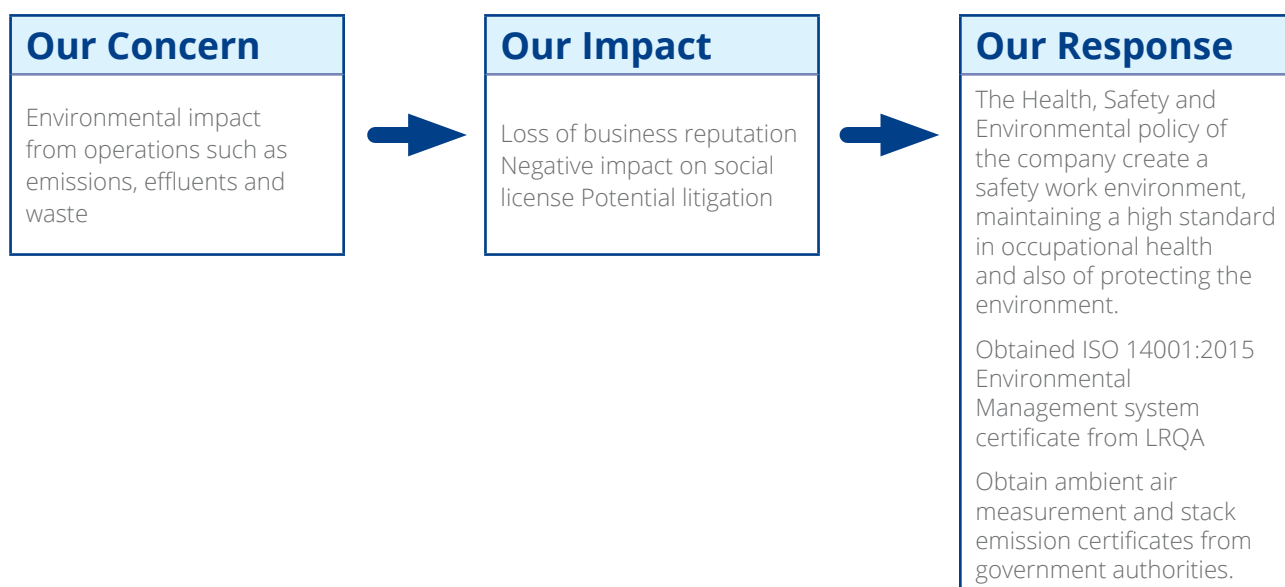 Our Concern
Environmental impact
from operations such as
emissions, effluents and
waste
Our Impact
Loss of business reputation
Negative impact on social
license Potential litigation
Our Response
The Health, Safety and
Environmental policy of
the company create a
safety work environment,
maintaining a high standard
in occupational health
and also of protecting the
environment.
Obtained ISO 14001:2015
Environmental
Management system
certificate from LRQA
Obtain ambient air
measurement and stack
emission certificates from
government authorities.